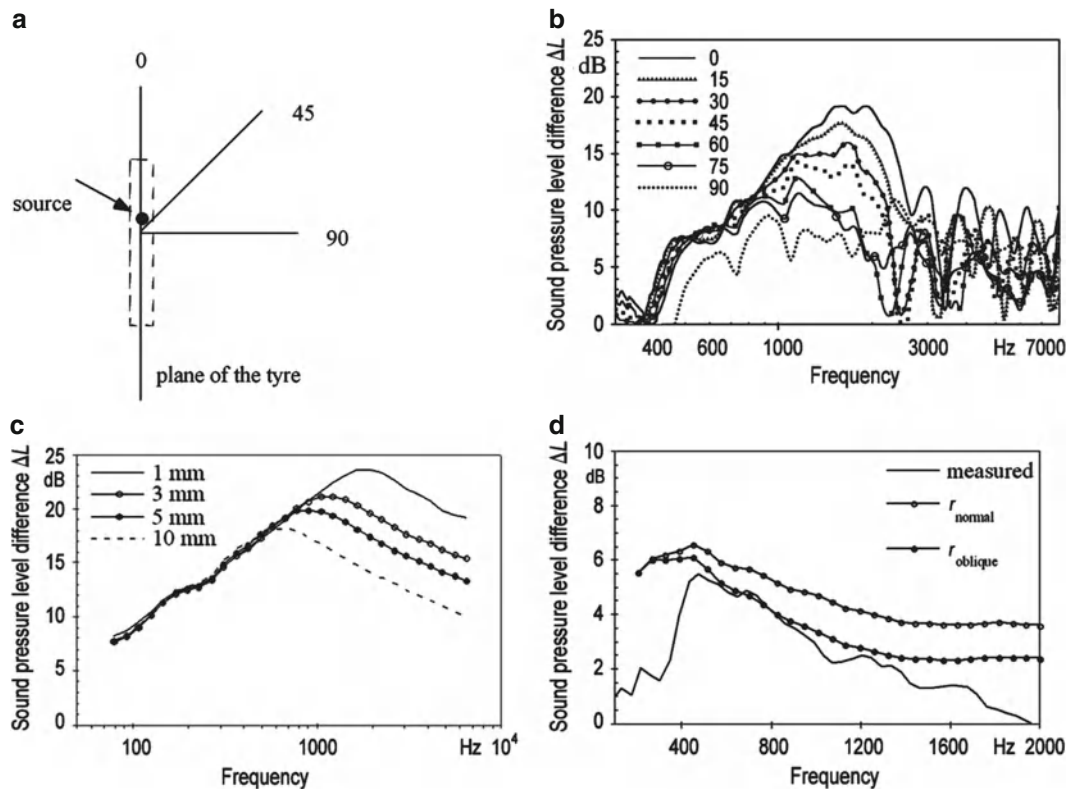 a
0
45
90
source
plane of the tyre
b
Sound pressure level difference ΔL
25
dB
20
15
10
5
0
0
15
30
45
60
75
90
400
600
1000
3000
Hz
7000
Frequency
c
Sound pressure level difference ΔL
25
dB
20
15
10
5
0
1 mm
3 mm
5 mm
10 mm
100
1000
Hz
10⁴
Frequency
d
Sound pressure level difference ΔL
10
dB
8
6
4
2
0
measured
r normal
r oblique
400
800
1200
1600
Hz
2000
Frequency